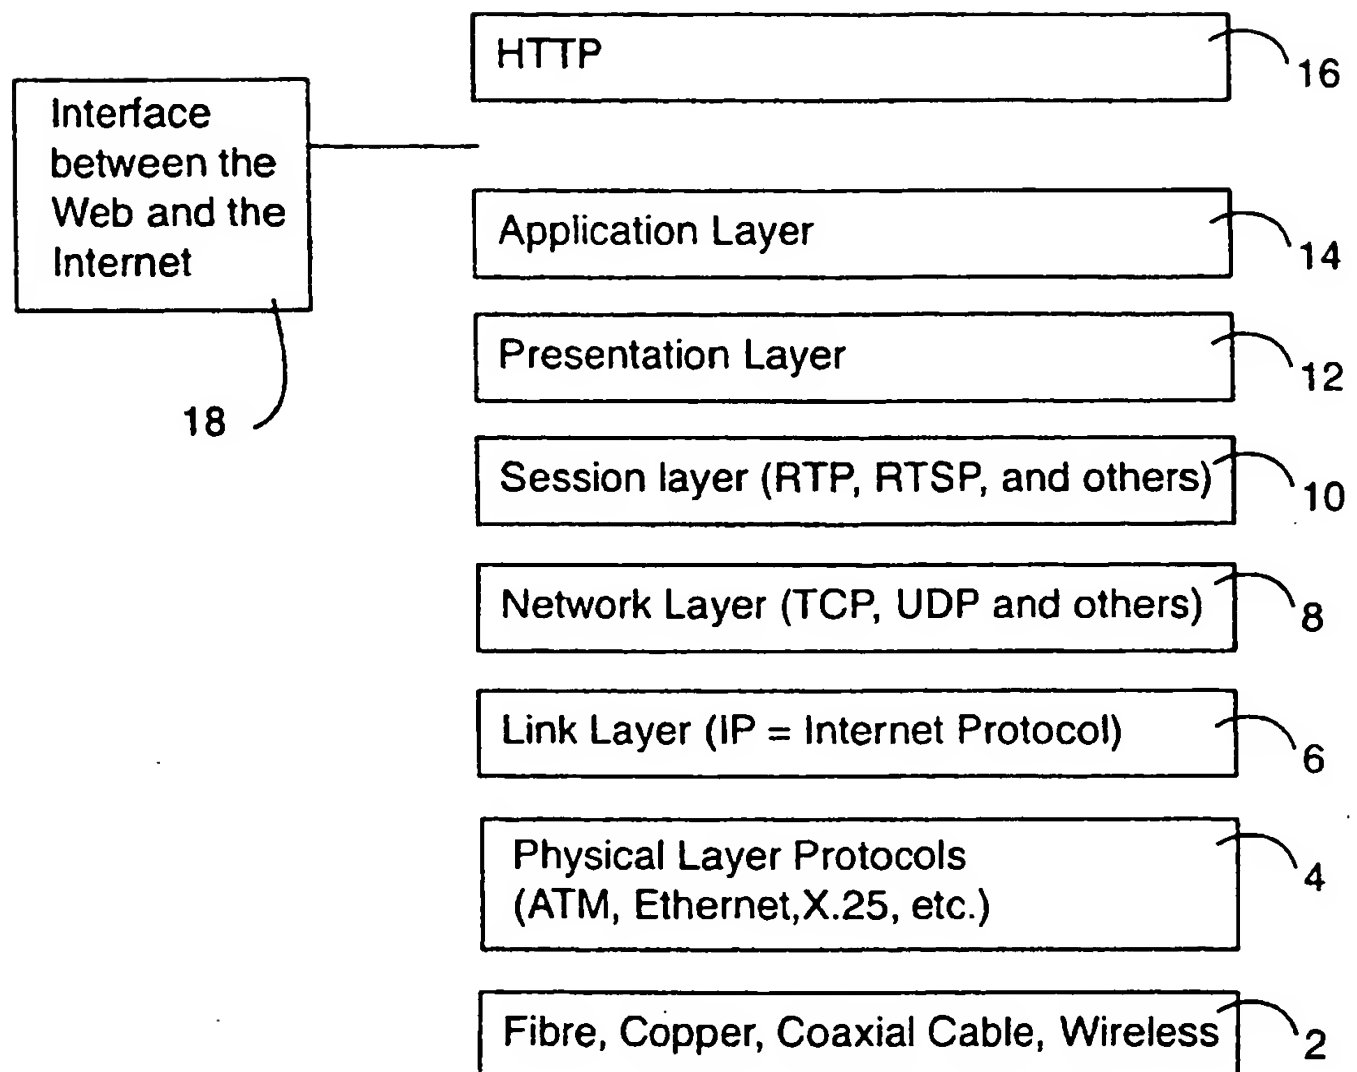 HTTP
16
Interface
between the
Web and the
Internet
18
Application Layer
14
Presentation Layer
12
Session layer (RTP, RTSP, and others)
10
Network Layer (TCP, UDP and others)
8
Link Layer (IP = Internet Protocol)
6
Physical Layer Protocols
(ATM, Ethernet,X.25, etc.)
4
Fibre, Copper, Coaxial Cable, Wireless
2